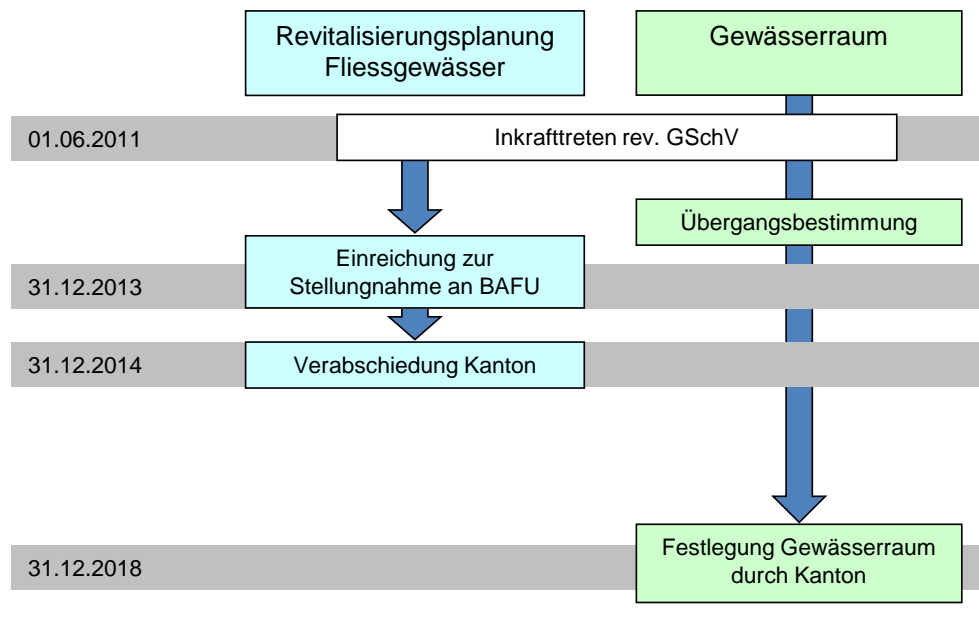 Revitalisierungsplanung
Fliessgewässer
Gewässerraum
01.06.2011
Inkrafttreten rev. GSchV
Übergangsbestimmung
Einreichung zur
Stellungnahme an BAFU
31.12.2013
31.12.2014
Verabschiedung Kanton
Festlegung Gewässerraum
durch Kanton
31.12.2018